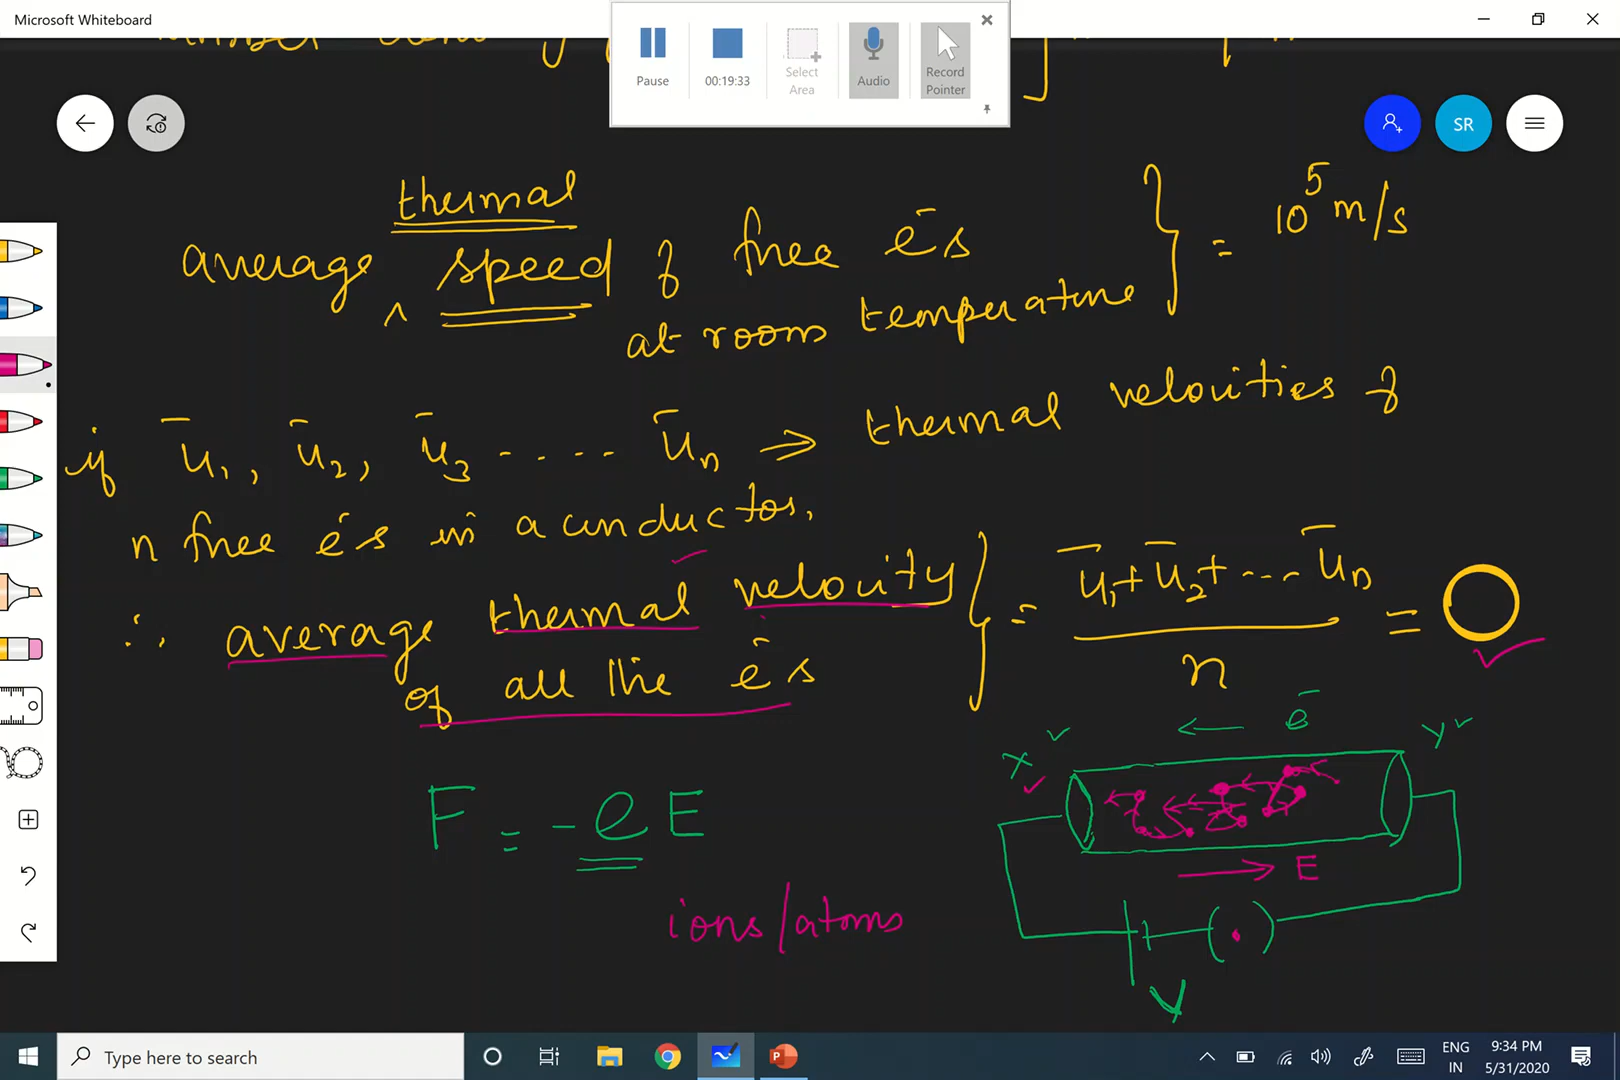 Microsoft Whiteboard
Pause
00:19:33
Select Area
Audio
Record Pointer
SR
thermal
average ^ speed of free ēs
at room temperature } = 10⁵ m/s
if ū₁, ū₂, ū₃ ..... ūn ⇒ thermal velocities of
n free ēs in a conductor,
∴ average thermal velocity
of all the ēs } = ū₁+ū₂+...ūn / n = 0
F = -eE
ions/atoms
← ē
X
Y
E
( . )
V
Type here to search
ENG
IN
9:34 PM
5/31/2020